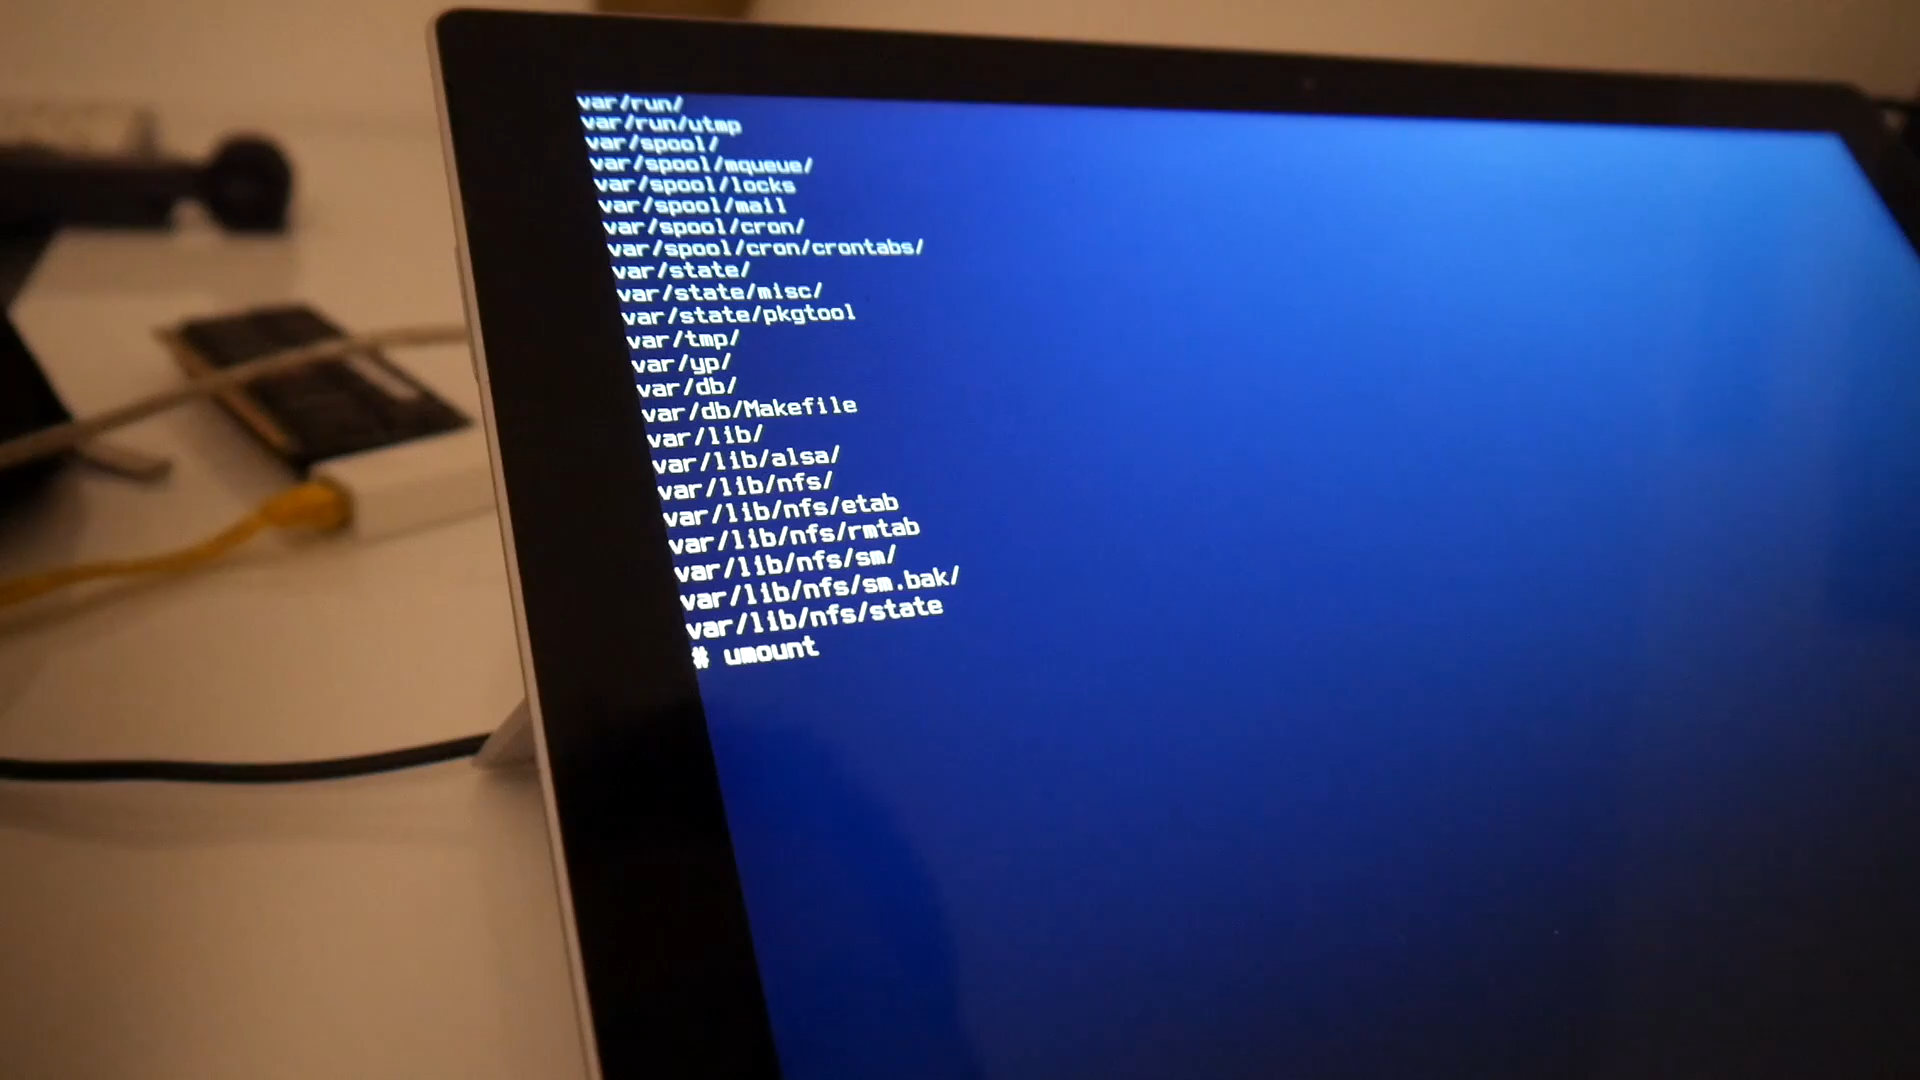 var/run/
var/run/utmp
var/spool/
var/spool/mqueue/
var/spool/locks
var/spool/mail
var/spool/cron/
var/spool/cron/crontabs/
var/state/
var/state/misc/
var/state/pkgtool
var/tmp/
var/yp/
var/db/
var/db/Makefile
var/lib/
var/lib/alsa/
var/lib/nfs/
var/lib/nfs/etab
var/lib/nfs/rmtab
var/lib/nfs/sm/
var/lib/nfs/sm.bak/
var/lib/nfs/state
# umount